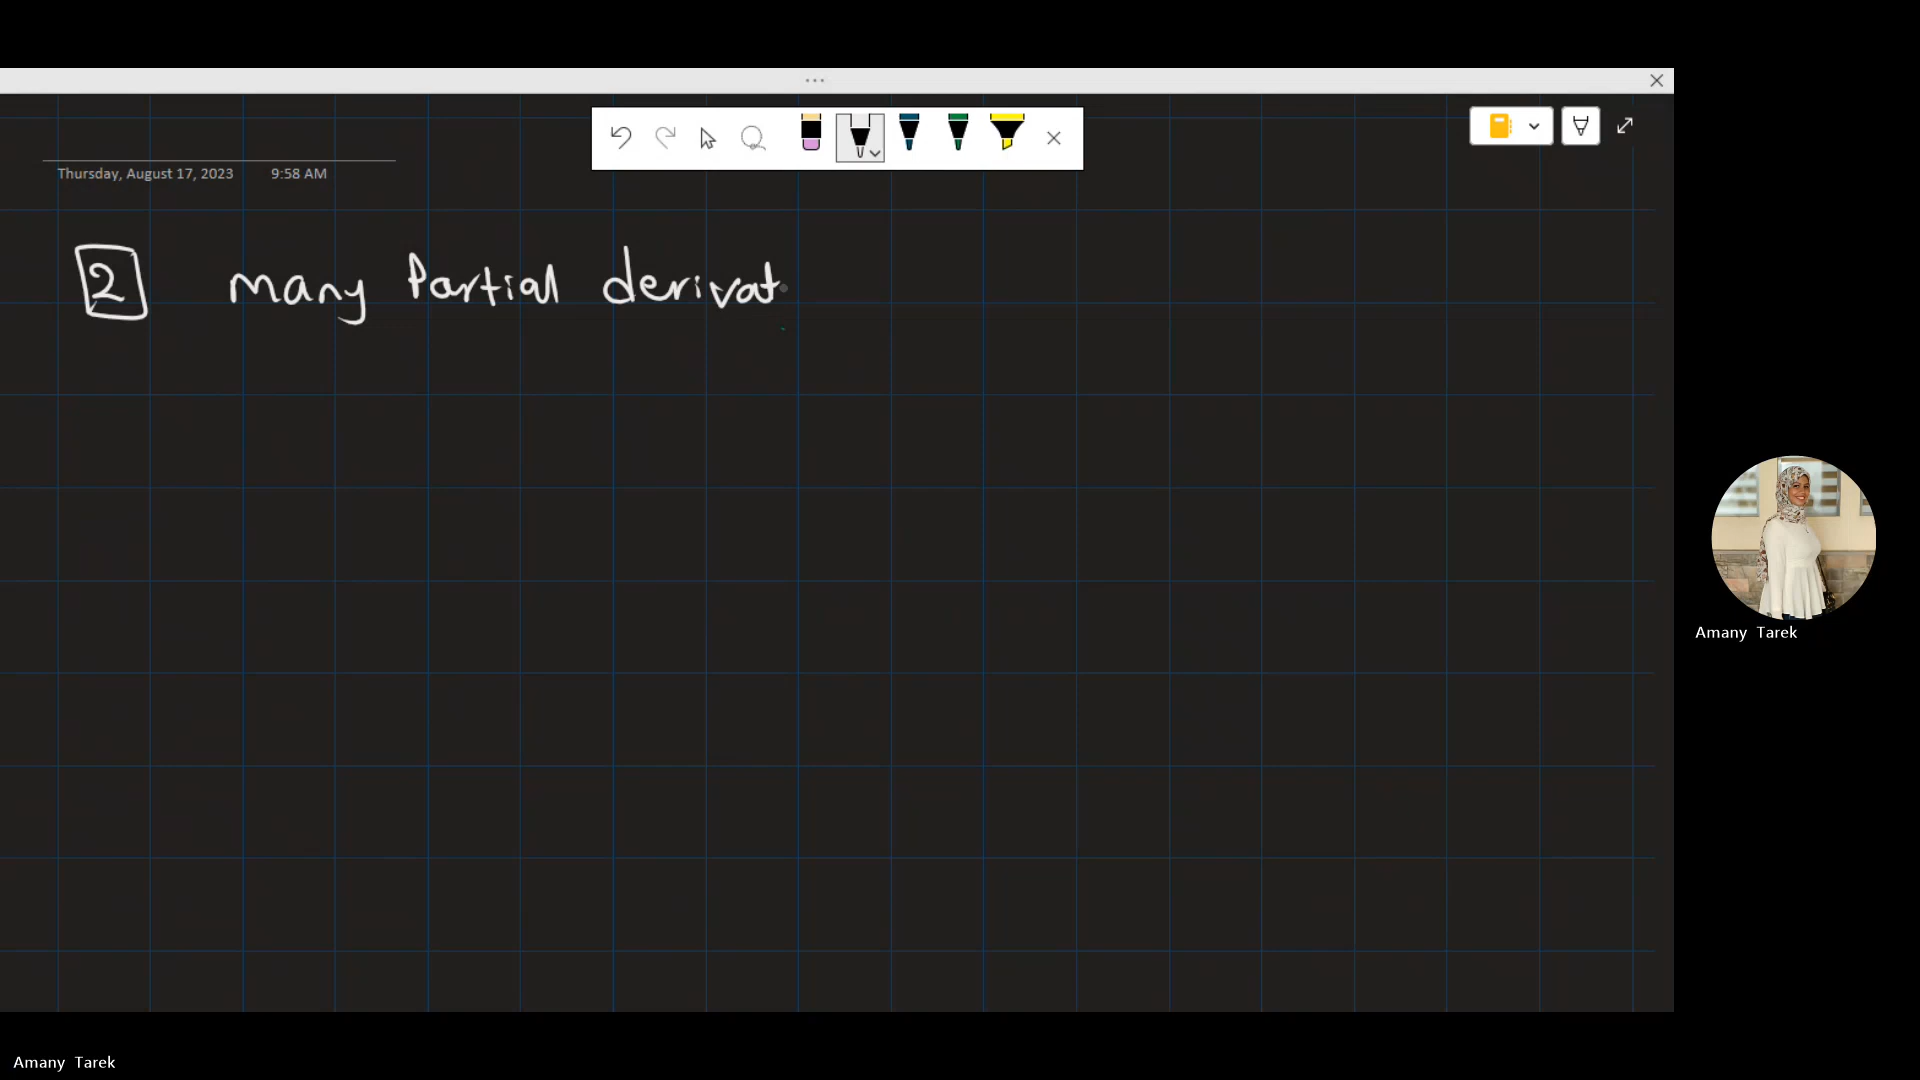 Thursday, August 17, 2023 9:58 AM
2 many Partial derivat
Amany Tarek
Amany Tarek